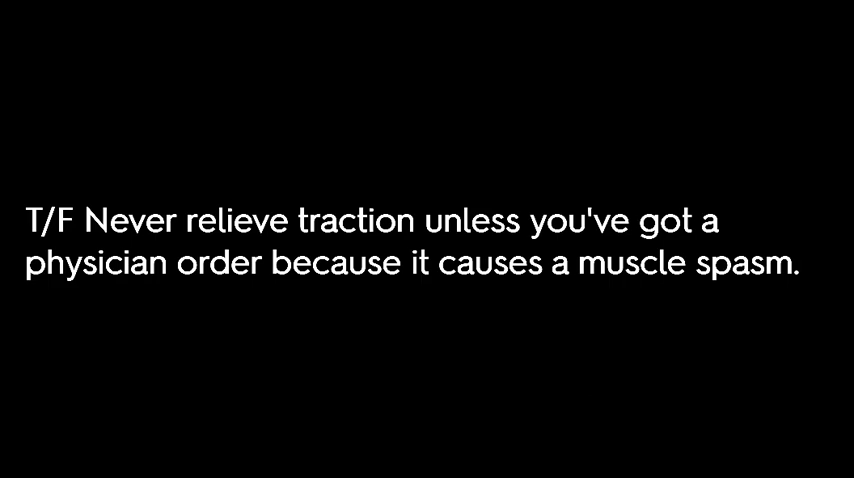 T/F Never relieve traction unless you've got a
physician order because it causes a muscle spasm.